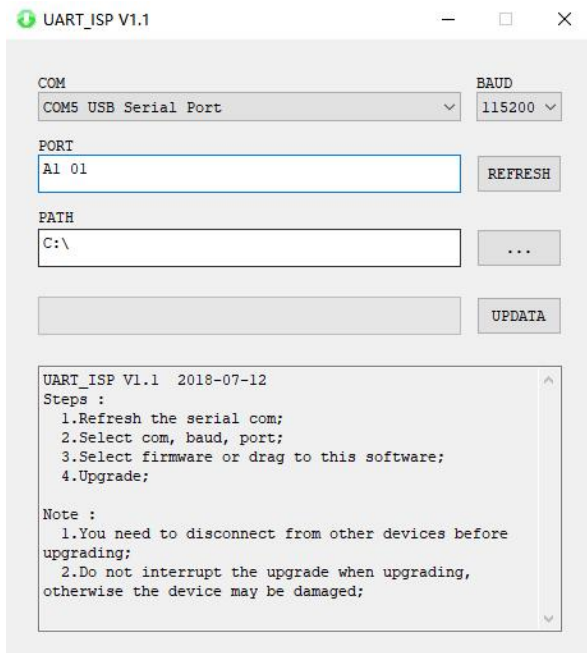 UART_ISP V1.1
COM
BAUD
COM5 USB Serial Port
115200
PORT
A1 01
REFRESH
PATH
C:\
...
UPDATA
UART_ISP V1.1  2018-07-12
Steps :
  1.Refresh the serial com;
  2.Select com, baud, port;
  3.Select firmware or drag to this software;
  4.Upgrade;
Note :
  1.You need to disconnect from other devices before
upgrading;
  2.Do not interrupt the upgrade when upgrading,
otherwise the device may be damaged;